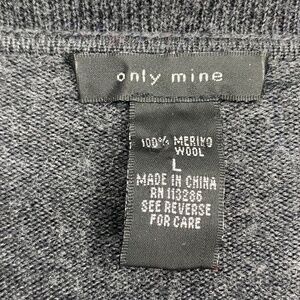 only mine
100% MERINO
WOOL
L
MADE IN CHINA
RN 113286
SEE REVERSE
FOR CARE